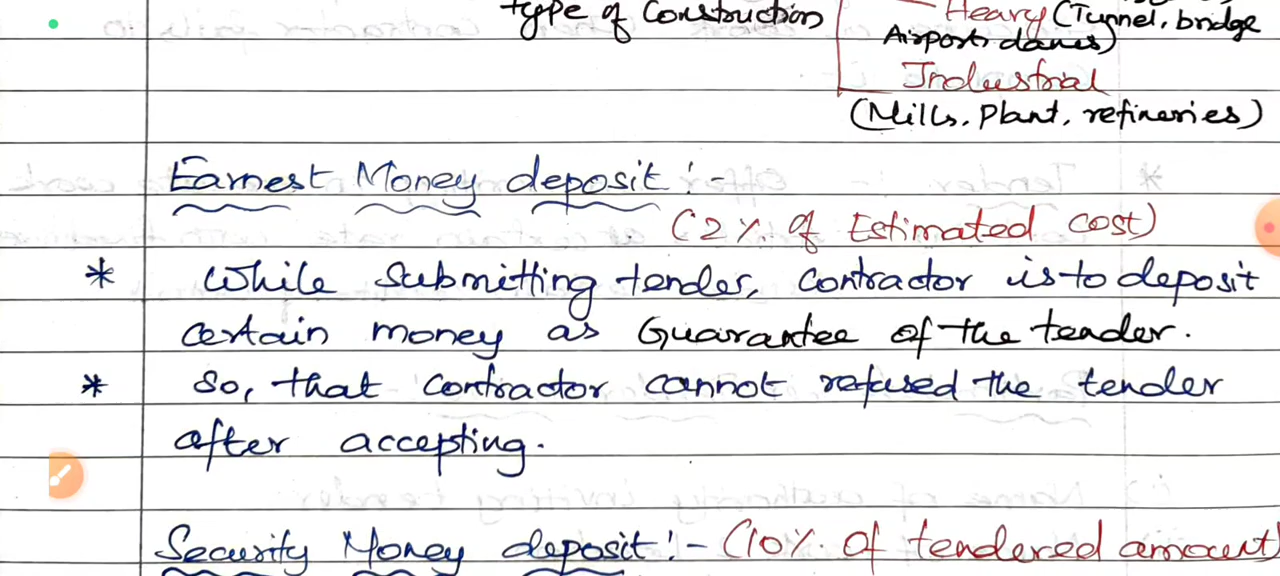 type of Construction
Heavy (Tunnel, bridge
Airports, dams)
Industrial
(Mills, Plant, refineries)
Earnest Money deposit :-
(2% of Estimated cost)
* While submitting tender, contractor is to deposit
certain money as Guarantee of the tender.
* So, that contractor cannot refused the tender
after accepting.
Security Money deposit :- (10% of tendered amount)